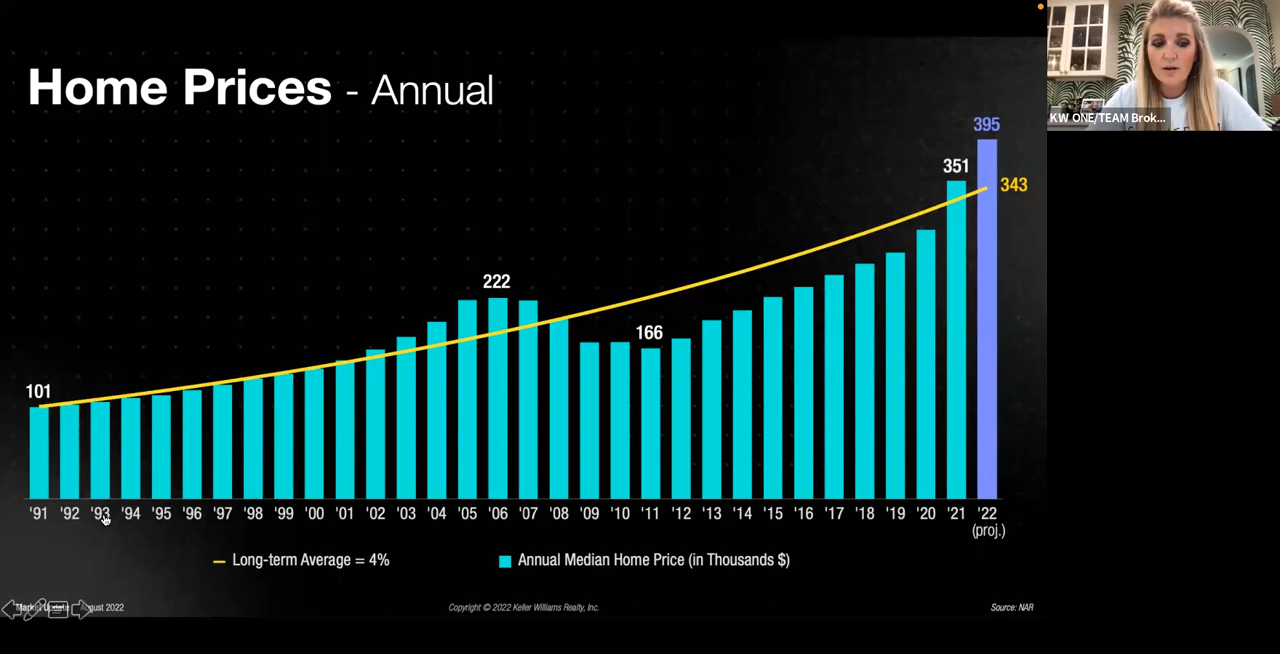 Home Prices - Annual
KW ONE/TEAM Brok...
395
351
343
222
166
101
'91 '92 '93 '94 '95 '96 '97 '98 '99 '00 '01 '02 '03 '04 '05 '06 '07 '08 '09 '10 '11 '12 '13 '14 '15 '16 '17 '18 '19 '20 '21 '22
(proj.)
Long-term Average = 4%
Annual Median Home Price (in Thousands $)
August 2022
Copyright © 2022 Keller Williams Realty, Inc.
Source: NAR